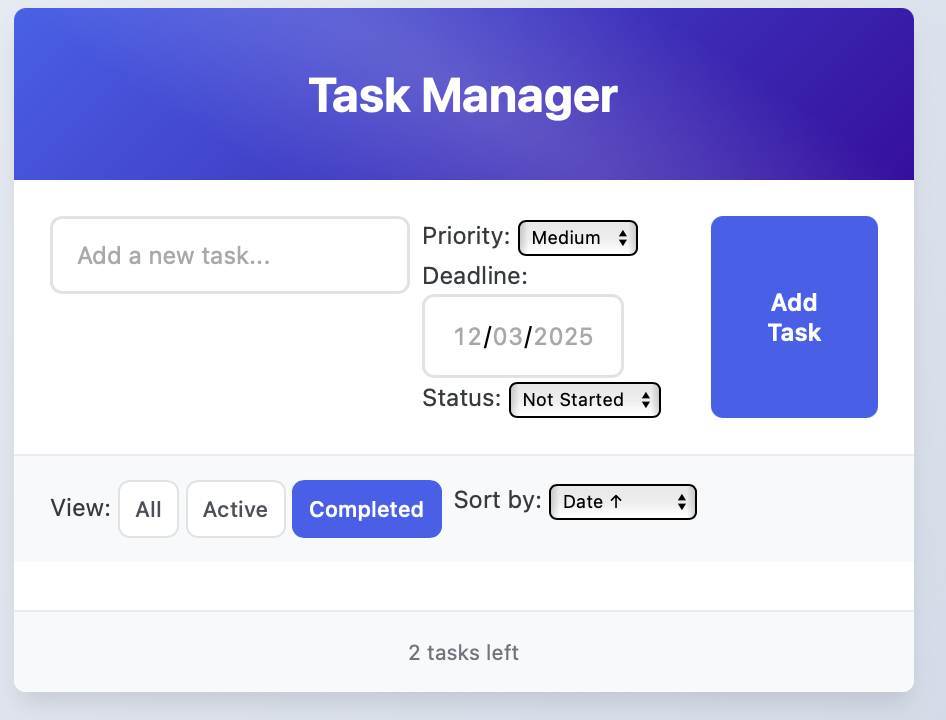 Task Manager
Add a new task...
Priority: Medium
Deadline:
12/03/2025
Status: Not Started
Add
Task
View: All Active Completed Sort by: Date ↑
2 tasks left